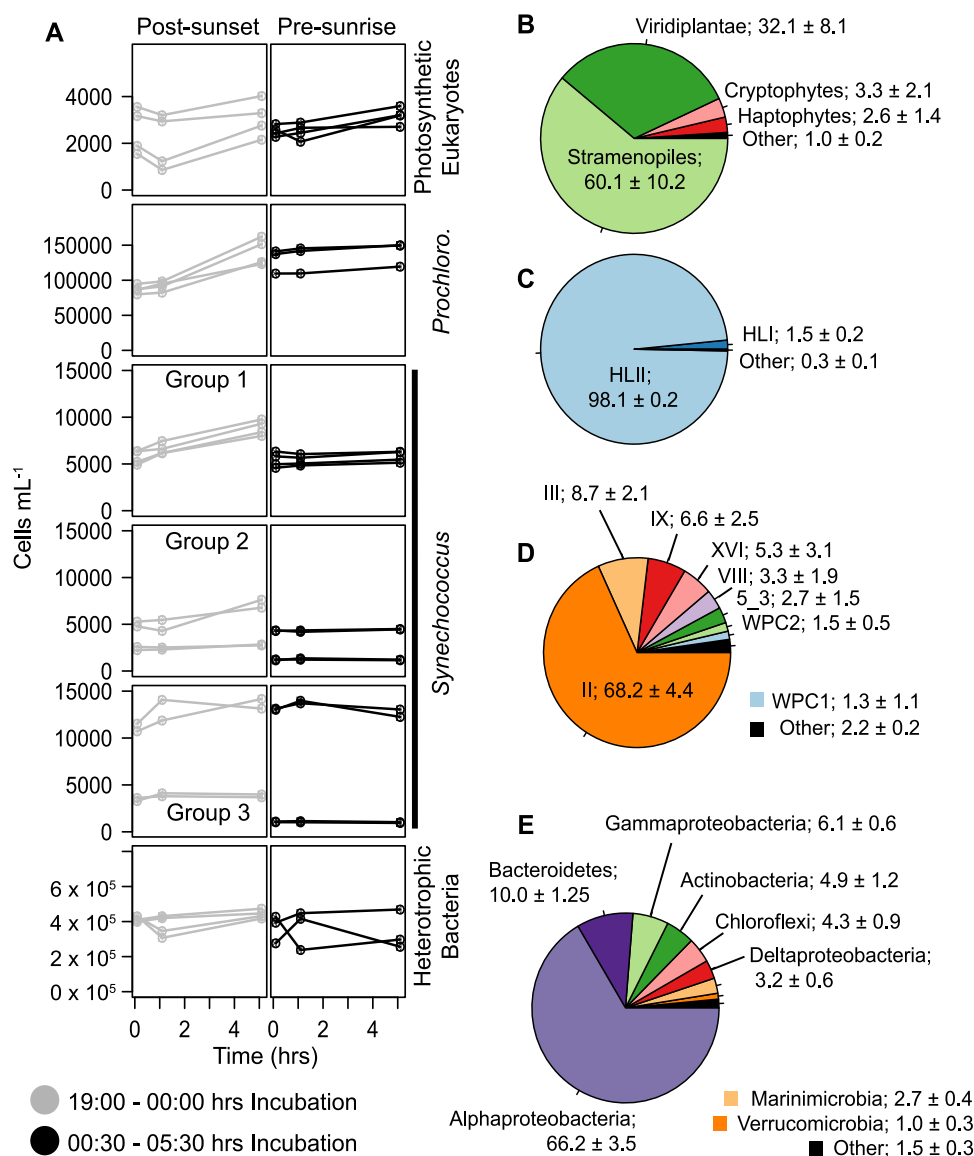 A
Post-sunset
Pre-sunrise
4000
2000
0
Photosynthetic
Eukaryotes
150000
100000
50000
0
Prochloro.
Cells mL⁻¹
15000
10000
5000
0
Group 1
15000
10000
5000
0
Group 2
15000
10000
5000
0
Group 3
Synechococcus
6 x 10⁵
4 x 10⁵
2 x 10⁵
0 x 10⁵
Heterotrophic
Bacteria
0 2 4 0 2 4
Time (hrs)
19:00 - 00:00 hrs Incubation
00:30 - 05:30 hrs Incubation
B
Viridiplantae; 32.1 ± 8.1
Cryptophytes; 3.3 ± 2.1
Haptophytes; 2.6 ± 1.4
Other; 1.0 ± 0.2
Stramenopiles;
60.1 ± 10.2
C
HLI; 1.5 ± 0.2
Other; 0.3 ± 0.1
HLII;
98.1 ± 0.2
D
III; 8.7 ± 2.1
IX; 6.6 ± 2.5
XVI; 5.3 ± 3.1
VIII; 3.3 ± 1.9
5_3; 2.7 ± 1.5
WPC2; 1.5 ± 0.5
II; 68.2 ± 4.4
WPC1; 1.3 ± 1.1
Other; 2.2 ± 0.2
E
Gammaproteobacteria; 6.1 ± 0.6
Bacteroidetes;
10.0 ± 1.25
Actinobacteria; 4.9 ± 1.2
Chloroflexi; 4.3 ± 0.9
Deltaproteobacteria;
3.2 ± 0.6
Alphaproteobacteria;
66.2 ± 3.5
Marinimicrobia; 2.7 ± 0.4
Verrucomicrobia; 1.0 ± 0.3
Other; 1.5 ± 0.3